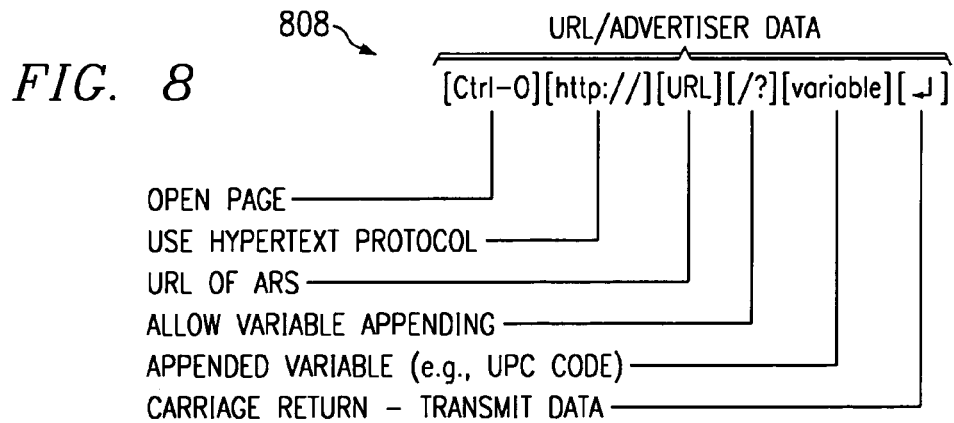 808
URL/ADVERTISER DATA
FIG. 8
[Ctrl-O][http://][URL][/?][variable][↲]
OPEN PAGE
USE HYPERTEXT PROTOCOL
URL OF ARS
ALLOW VARIABLE APPENDING
APPENDED VARIABLE (e.g., UPC CODE)
CARRIAGE RETURN - TRANSMIT DATA